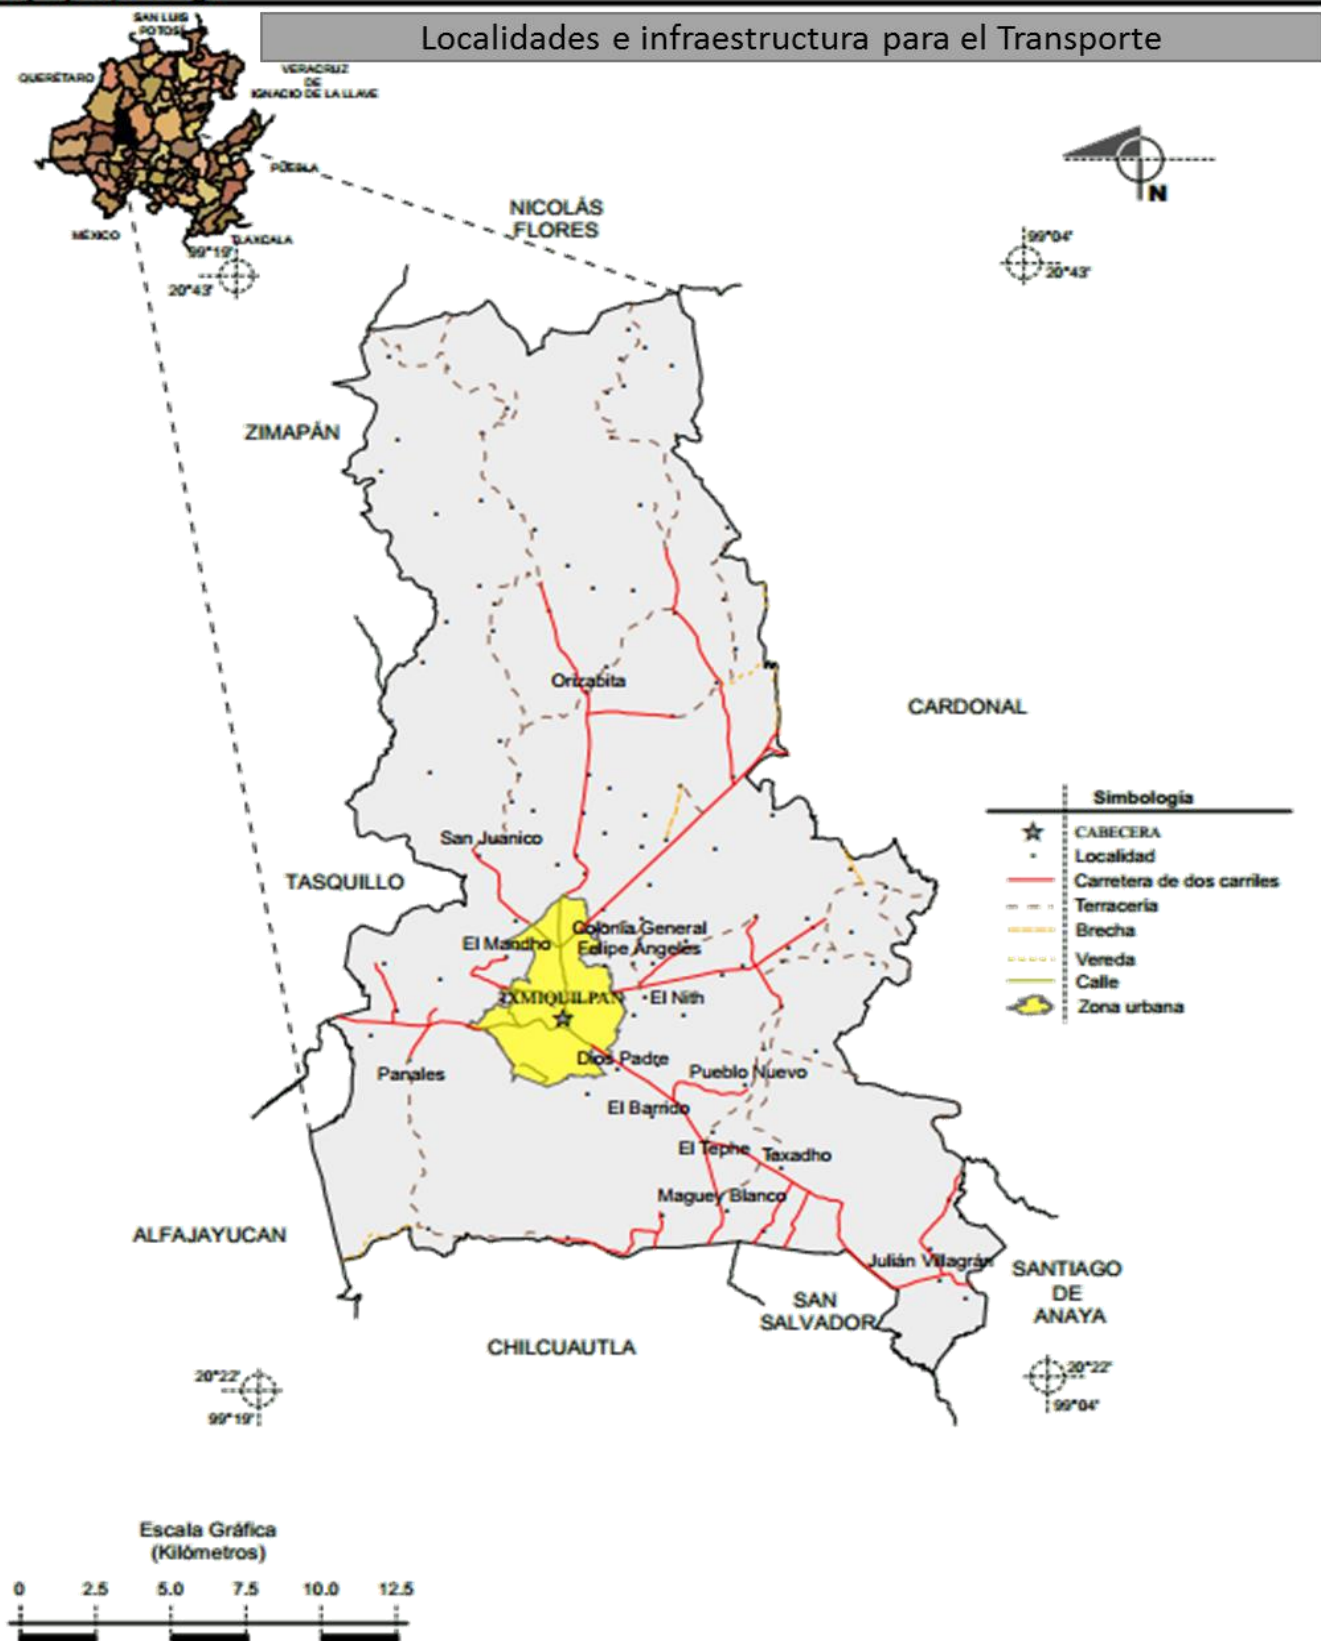 Localidades e infraestructura para el Transporte
SAN LUIS
POTOSÍ
QUERÉTARO
VERACRUZ
DE
IGNACIO DE LA LLAVE
PUEBLA
MÉXICO
TLAXCALA
N
99°19'
20°43'
99°04'
20°43'
NICOLÁS
FLORES
ZIMAPÁN
Orizabita
CARDONAL
San Juanico
TASQUILLO
Colonia General
Felipe Ángeles
El Mandho
IXMIQUILPAN
El Nith
Dios Padre
Panales
Pueblo Nuevo
El Barrido
El Tephe
Taxadho
Maguey Blanco
ALFAJAYUCAN
Julián Villagrán
SANTIAGO
DE
ANAYA
SAN
SALVADOR
CHILCUAUTLA
Simbología
CABECERA
Localidad
Carretera de dos carriles
Terracería
Brecha
Vereda
Calle
Zona urbana
20°22'
99°19'
20°22'
99°04'
Escala Gráfica
(Kilómetros)
0 2.5 5.0 7.5 10.0 12.5